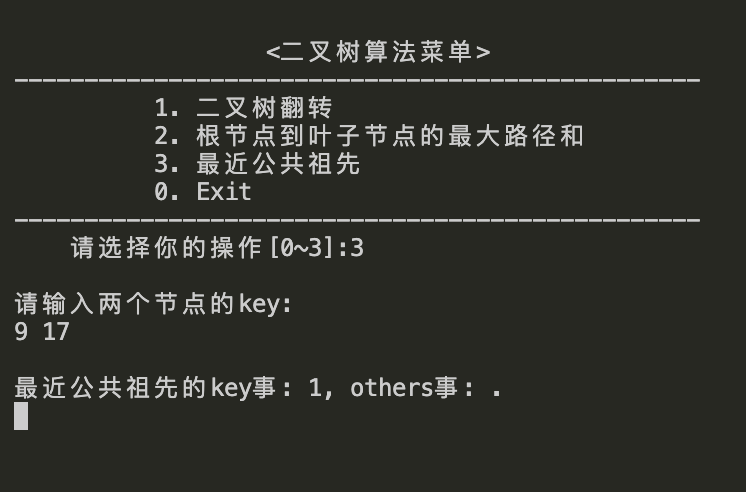 <二叉树算法菜单>
-------------------------------------------------
1. 二叉树翻转
2. 根节点到叶子节点的最大路径和
3. 最近公共祖先
0. Exit
-------------------------------------------------
请选择你的操作[0~3]:3
请输入两个节点的key:
9 17
最近公共祖先的key事: 1, others事: .